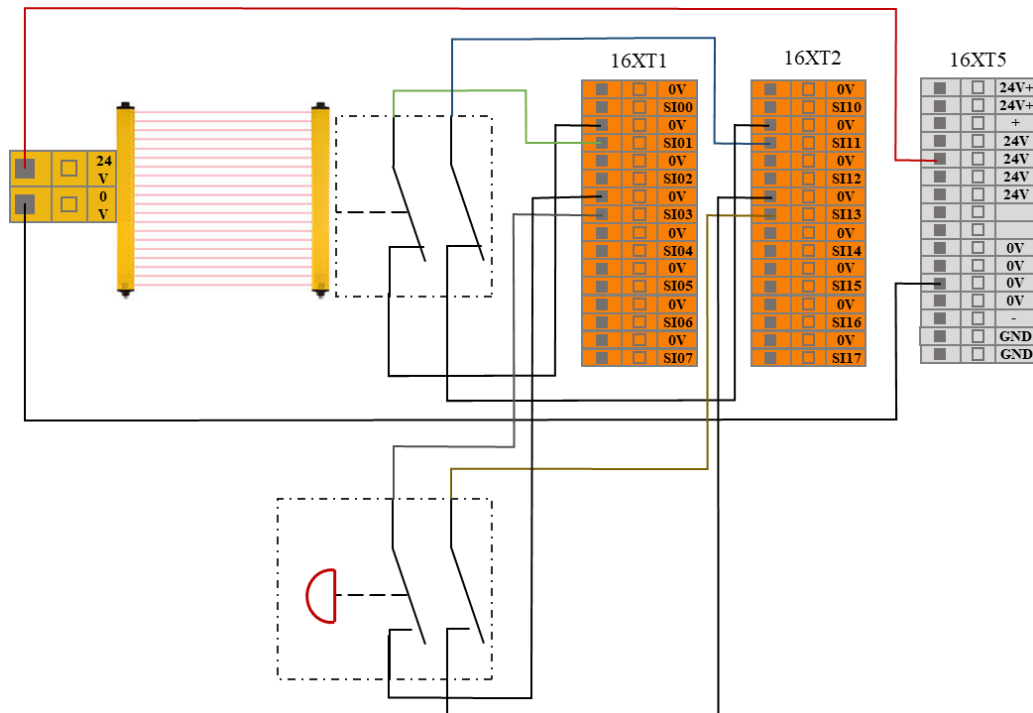 16XT1
16XT2
16XT5
24
V
0
V
0V
SI00
0V
SI01
0V
SI02
0V
SI03
0V
SI04
0V
SI05
0V
SI06
0V
SI07
0V
SI10
0V
SI11
0V
SI12
0V
SI13
0V
SI14
0V
SI15
0V
SI16
0V
SI17
24V+
24V+
+
24V
24V
24V
24V
0V
0V
0V
0V
-
GND
GND